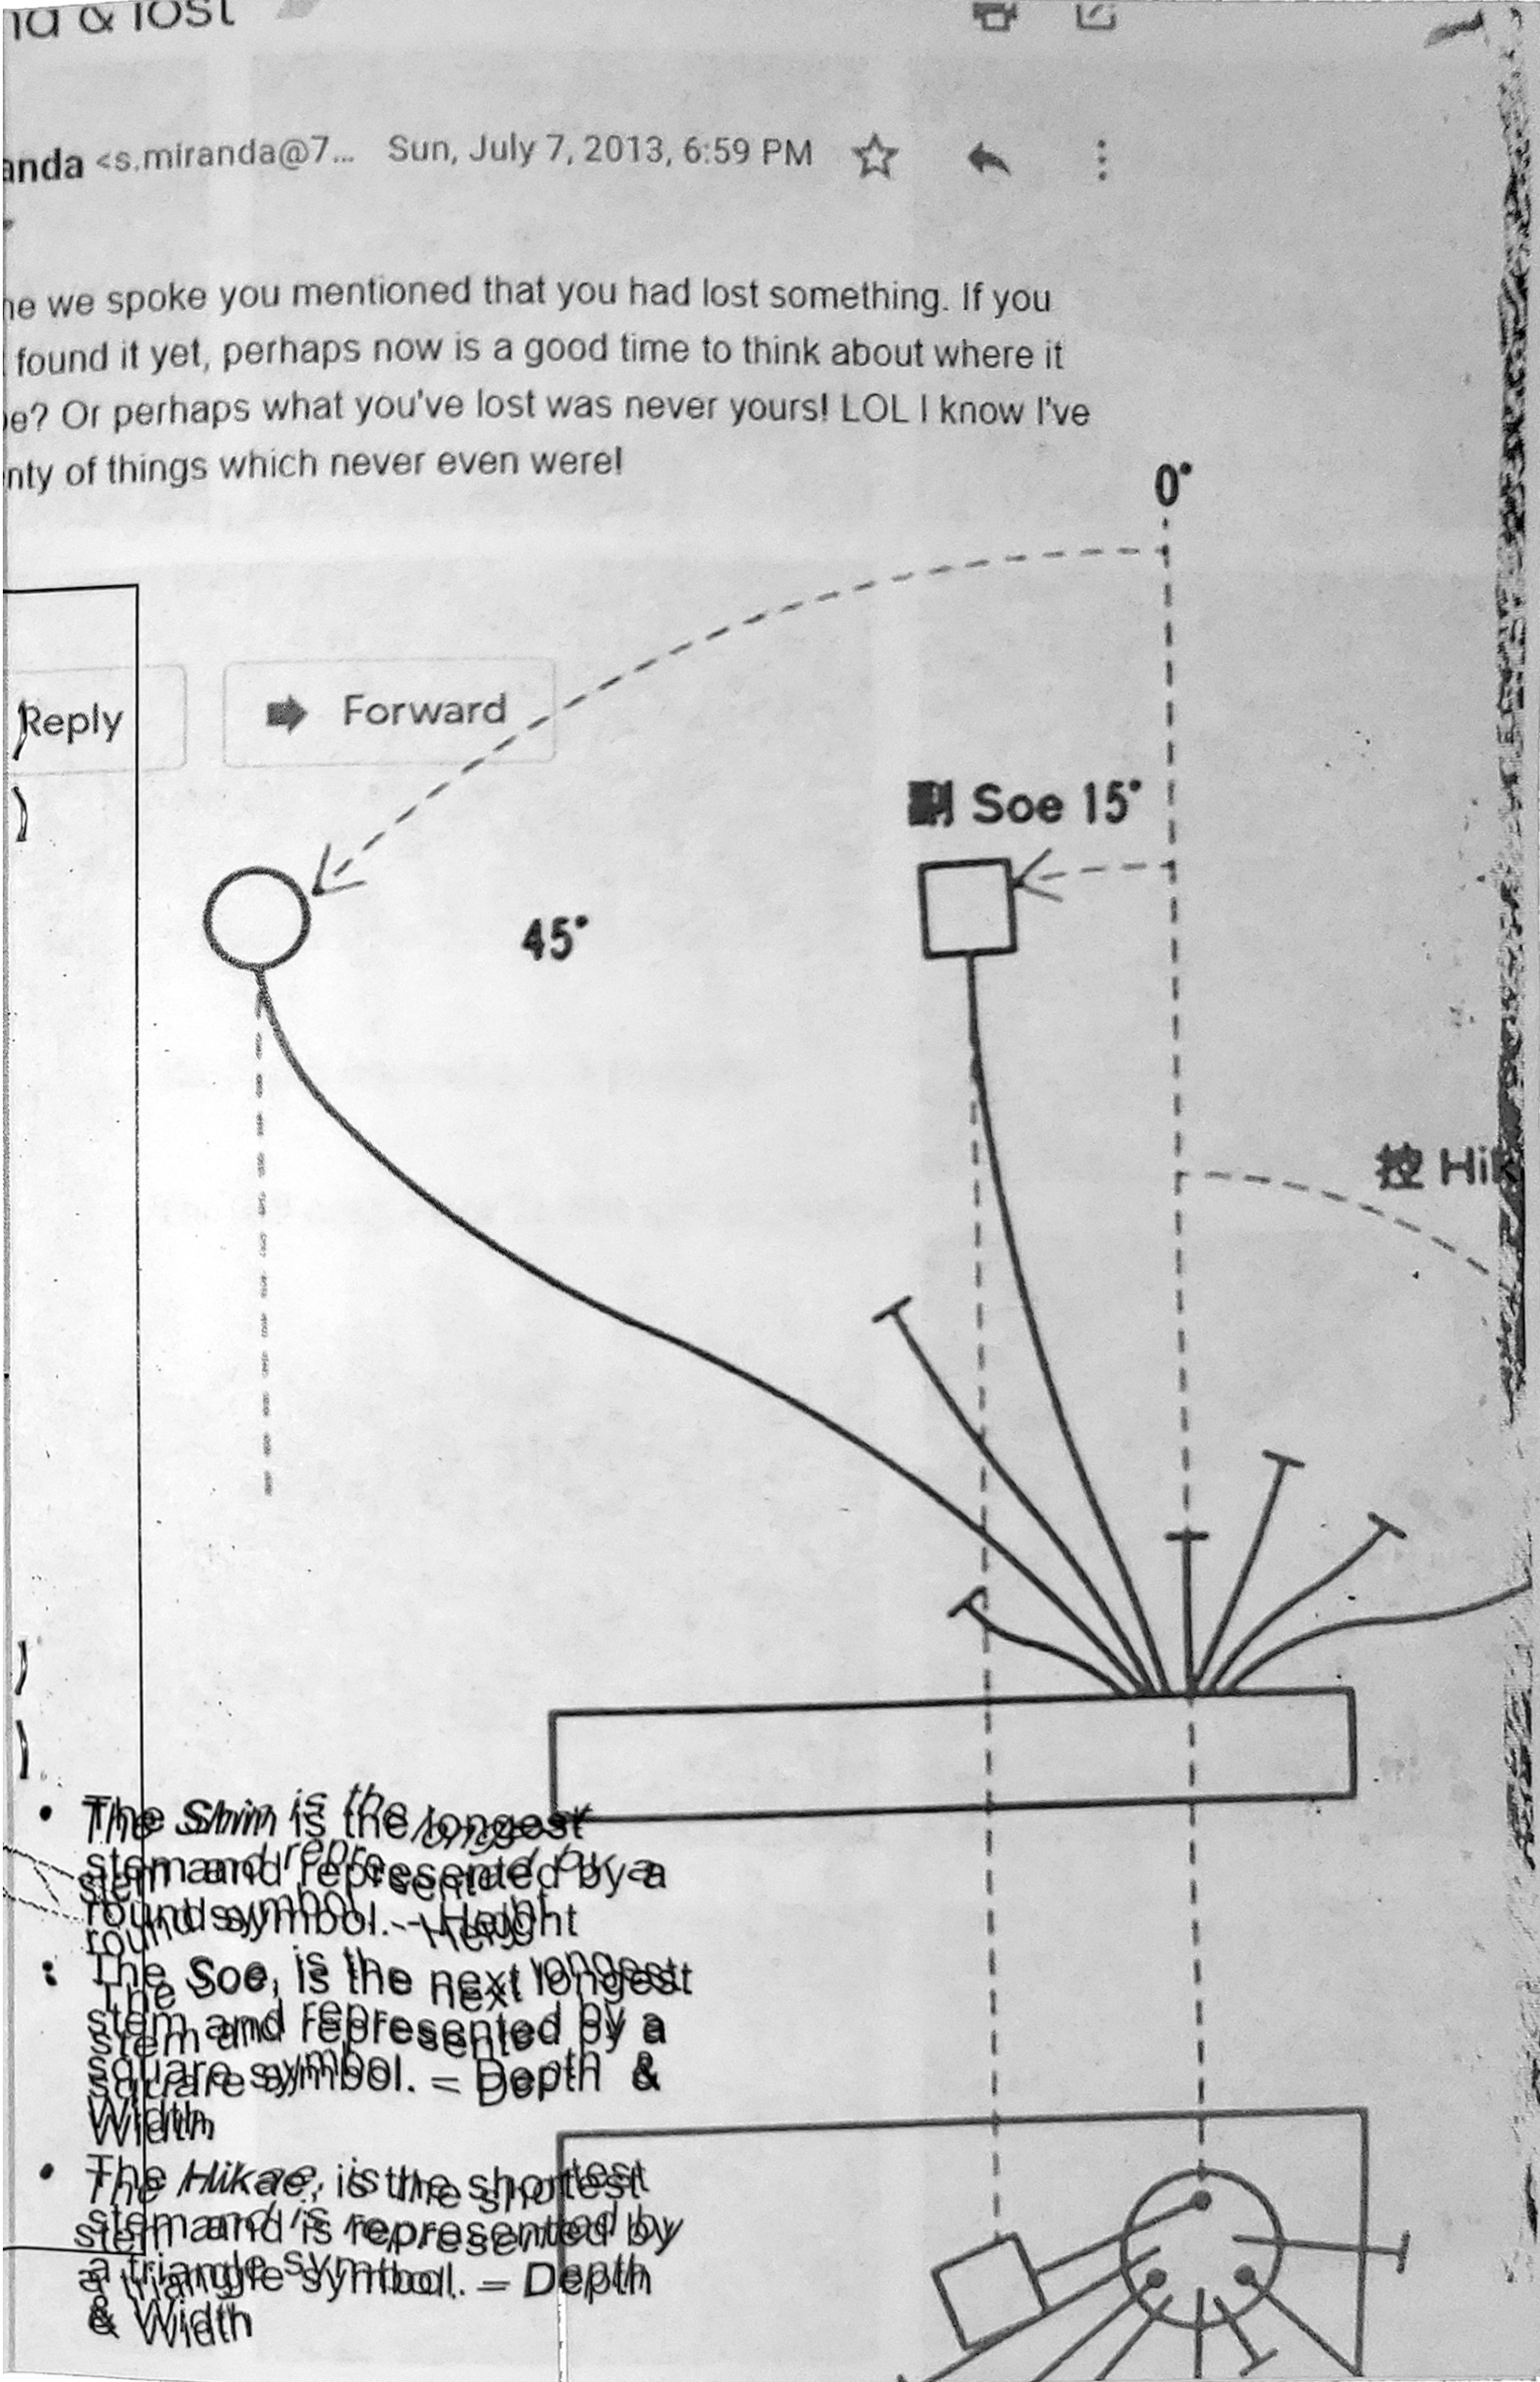 & lost
anda <s.miranda@7... Sun, July 7, 2013, 6:59 PM
we spoke you mentioned that you had lost something. If you
found it yet, perhaps now is a good time to think about where it
e? Or perhaps what you've lost was never yours! LOL I know I've
nty of things which never even were!
0°
Reply
Forward
Soe 15°
45°
控 Hik
• The Shin is the longest
stem and represented by a
round symbol. - Height
• The Soe, is the next longest
stem and represented by a
square symbol. = Depth &
Width
• The Hikae, is the shortest
stem and is represented by
a triangle symbol. = Depth
& Width